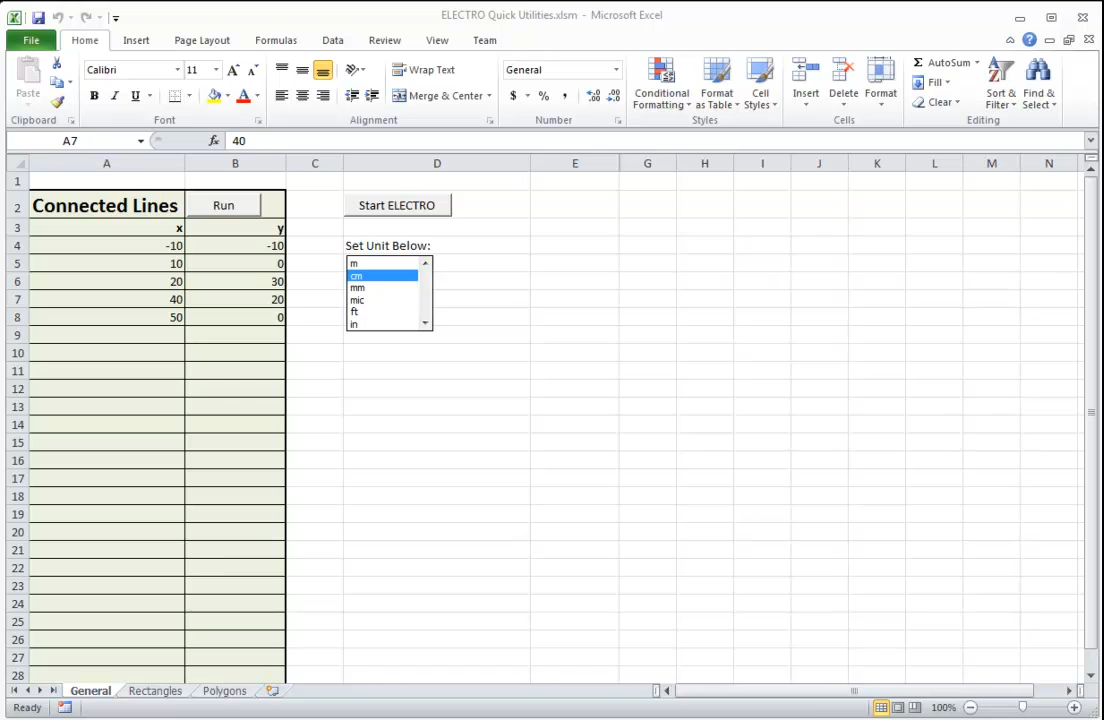 ELECTRO Quick Utilities.xlsm - Microsoft Excel
File Home Insert Page Layout Formulas Data Review View Team
Paste
Clipboard
Calibri 11 A A
B I U A
Font
Wrap Text
Merge & Center
Alignment
General
$ % , .00 .0
Number
Conditional Formatting
Format as Table
Cell Styles
Styles
Insert Delete Format
Cells
Σ AutoSum
Fill
Clear
Sort & Filter
Find & Select
Editing
A7 fx 40
A B C D E G H I J K L M N
1
2 Connected Lines Run Start ELECTRO
3 x y
4 -10 -10 Set Unit Below:
5 10 0
6 20 30
7 40 20
8 50 0
m
cm
mm
mic
ft
in
9
10
11
12
13
14
15
16
17
18
19
20
21
22
23
24
25
26
27
28
General Rectangles Polygons
Ready 100%